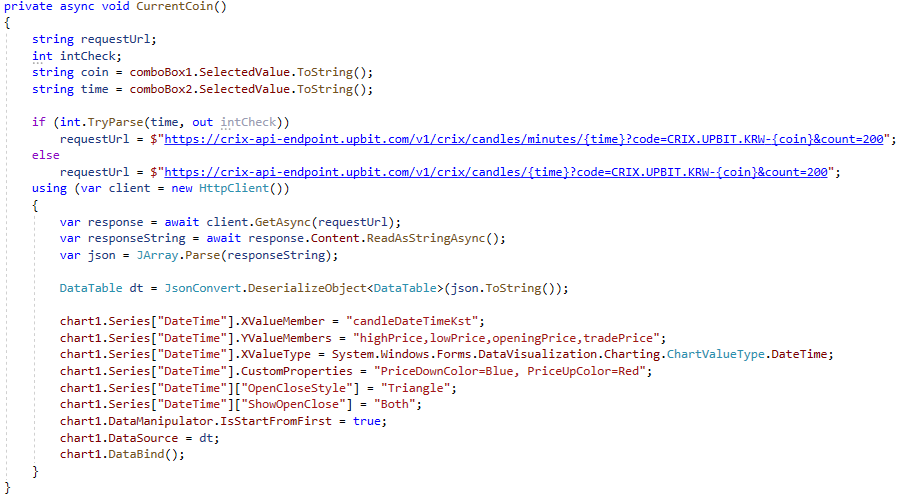 private async void CurrentCoin()
{
    string requestUrl;
    int intCheck;
    string coin = comboBox1.SelectedValue.ToString();
    string time = comboBox2.SelectedValue.ToString();

    if (int.TryParse(time, out intCheck))
        requestUrl = $"https://crix-api-endpoint.upbit.com/v1/crix/candles/minutes/{time}?code=CRIX.UPBIT.KRW-{coin}&count=200";
    else
        requestUrl = $"https://crix-api-endpoint.upbit.com/v1/crix/candles/{time}?code=CRIX.UPBIT.KRW-{coin}&count=200";
    using (var client = new HttpClient())
    {
        var response = await client.GetAsync(requestUrl);
        var responseString = await response.Content.ReadAsStringAsync();
        var json = JArray.Parse(responseString);

        DataTable dt = JsonConvert.DeserializeObject<DataTable>(json.ToString());

        chart1.Series["DateTime"].XValueMember = "candleDateTimeKst";
        chart1.Series["DateTime"].YValueMembers = "highPrice,lowPrice,openingPrice,tradePrice";
        chart1.Series["DateTime"].XValueType = System.Windows.Forms.DataVisualization.Charting.ChartValueType.DateTime;
        chart1.Series["DateTime"].CustomProperties = "PriceDownColor=Blue, PriceUpColor=Red";
        chart1.Series["DateTime"]["OpenCloseStyle"] = "Triangle";
        chart1.Series["DateTime"]["ShowOpenClose"] = "Both";
        chart1.DataManipulator.IsStartFromFirst = true;
        chart1.DataSource = dt;
        chart1.DataBind();
    }
}